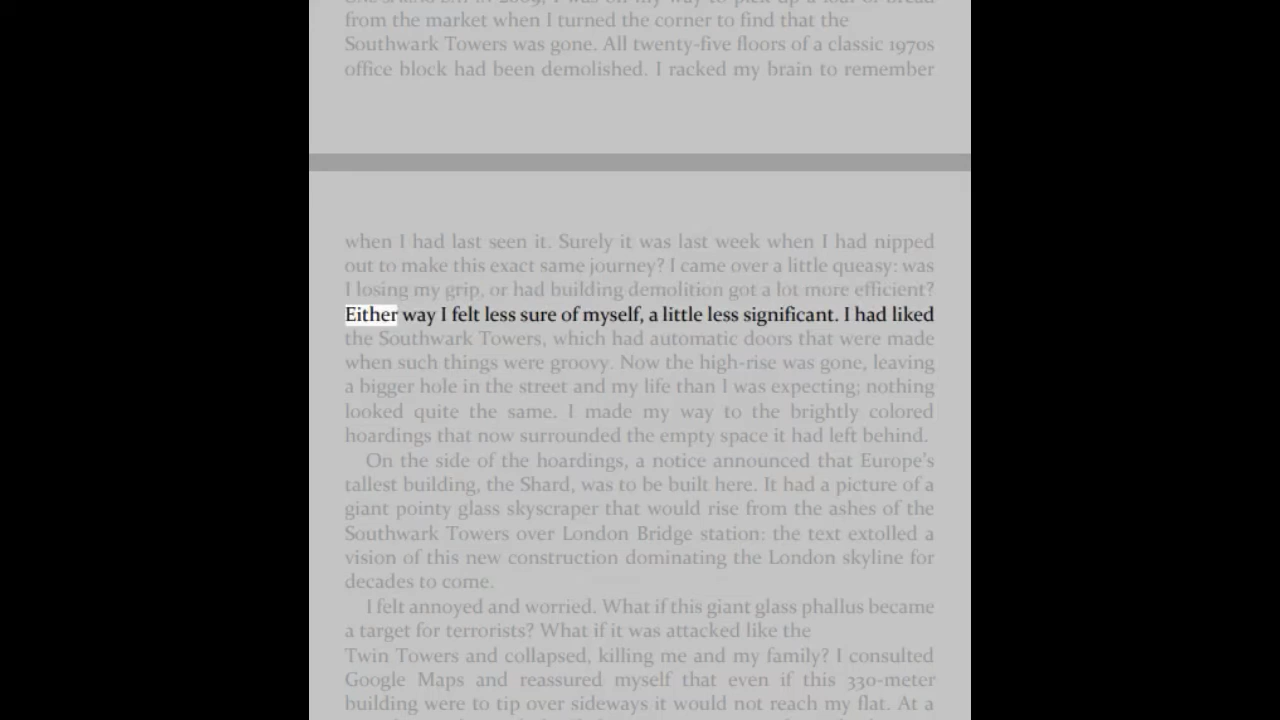 from the market when I turned the corner to find that the
Southwark Towers was gone. All twenty-five floors of a classic 1970s
office block had been demolished. I racked my brain to remember
when I had last seen it. Surely it was last week when I had nipped
out to make this exact same journey? I came over a little queasy: was
I losing my grip, or had building demolition got a lot more efficient?
Either way I felt less sure of myself, a little less significant. I had liked
the Southwark Towers, which had automatic doors that were made
when such things were groovy. Now the high-rise was gone, leaving
a bigger hole in the street and my life than I was expecting; nothing
looked quite the same. I made my way to the brightly colored
hoardings that now surrounded the empty space it had left behind.
On the side of the hoardings, a notice announced that Europe's
tallest building, the Shard, was to be built here. It had a picture of a
giant pointy glass skyscraper that would rise from the ashes of the
Southwark Towers over London Bridge station: the text extolled a
vision of this new construction dominating the London skyline for
decades to come.
I felt annoyed and worried. What if this giant glass phallus became
a target for terrorists? What if it was attacked like the
Twin Towers and collapsed, killing me and my family? I consulted
Google Maps and reassured myself that even if this 330-meter
building were to tip over sideways it would not reach my flat. At a